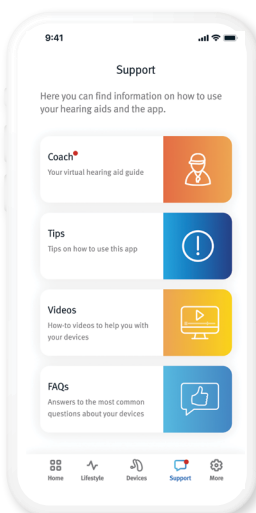 9:41
Support
Here you can find information on how to use
your hearing aids and the app.
Coach
Your virtual hearing aid guide
Tips
Tips on how to use this app
Videos
How-to videos to help you with
your devices
FAQs
Answers to the most common
questions about your devices
Home Lifestyle Devices Support More